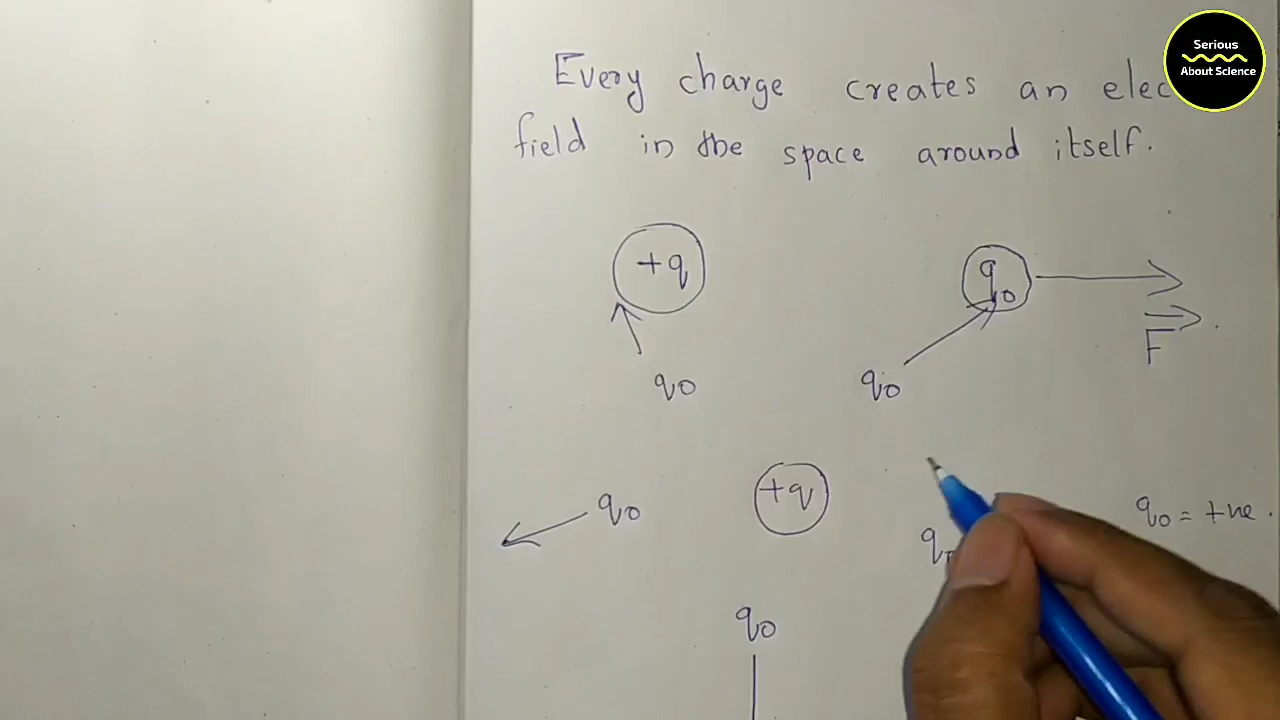 Serious
About Science
Every charge creates an elec
field in the space around itself.
+q
q₀
F
q₀
q₀
q₀
+q
q₀ = +ve.
q₀